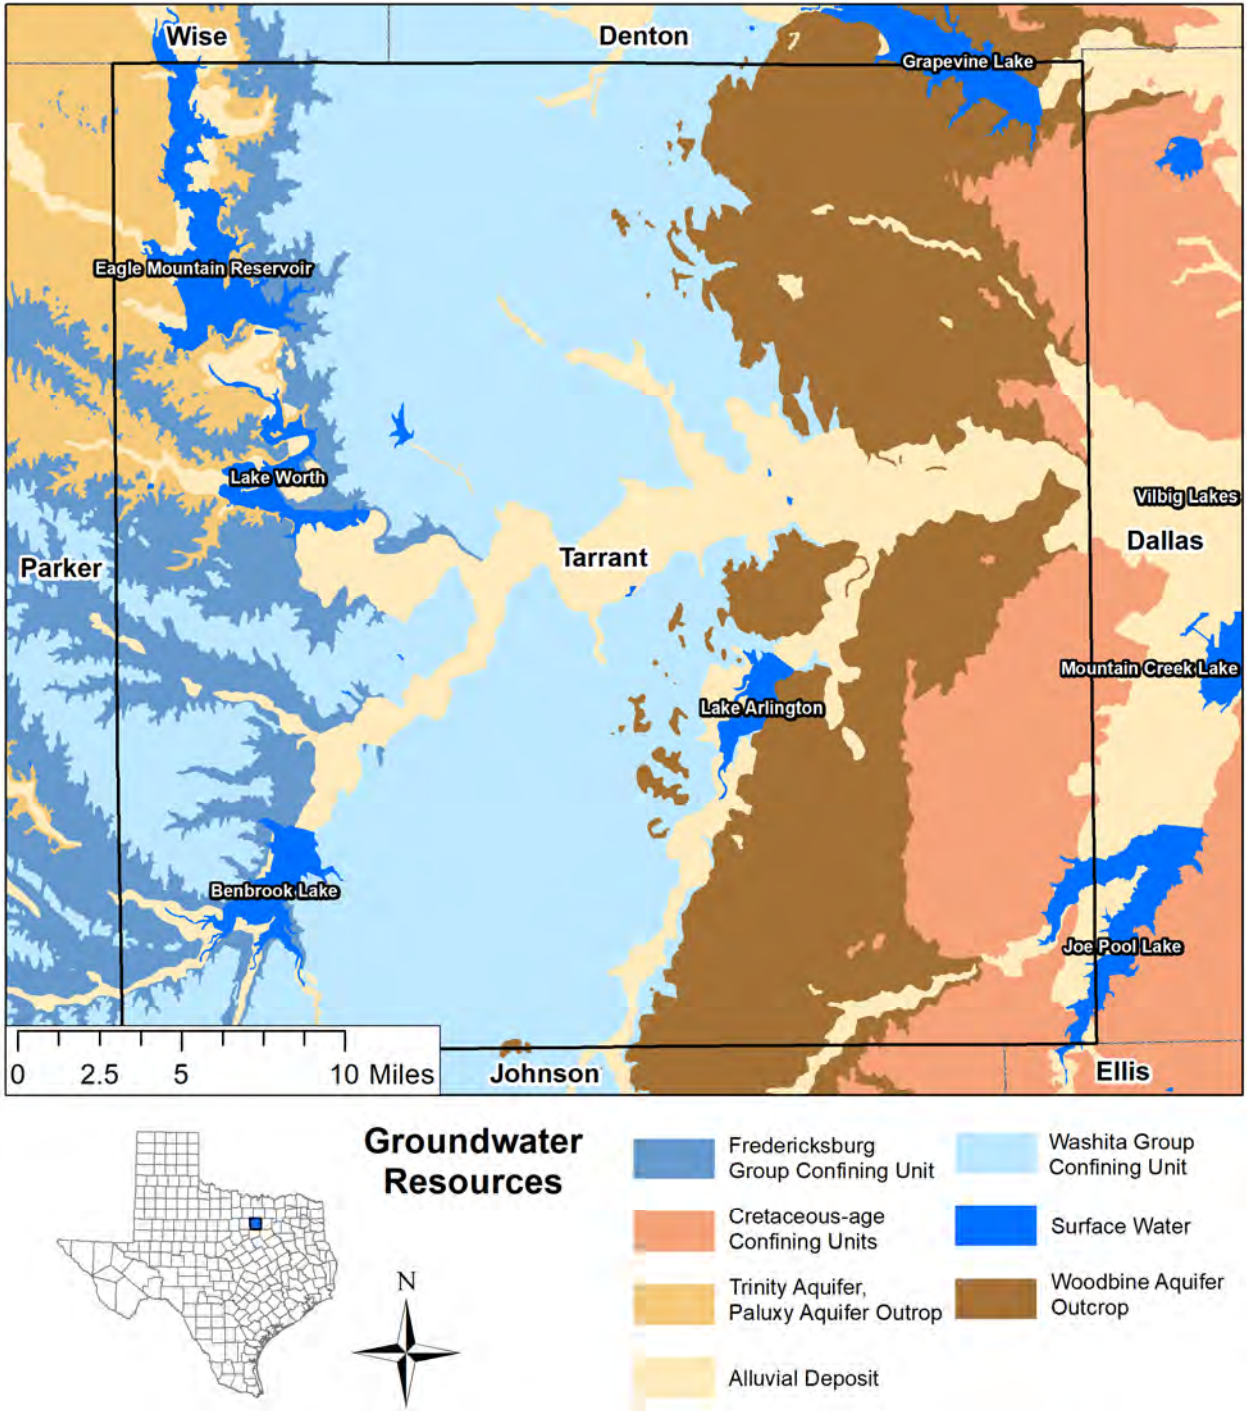 Wise
Denton
Grapevine Lake
Eagle Mountain Reservoir
Lake Worth
Vilbig Lakes
Dallas
Tarrant
Parker
Mountain Creek Lake
Lake Arlington
Benbrook Lake
Joe Pool Lake
Johnson
Ellis
0 2.5 5 10 Miles
Groundwater
Resources
N
Fredericksburg
Group Confining Unit
Cretaceous-age
Confining Units
Trinity Aquifer,
Paluxy Aquifer Outrop
Alluvial Deposit
Washita Group
Confining Unit
Surface Water
Woodbine Aquifer
Outcrop